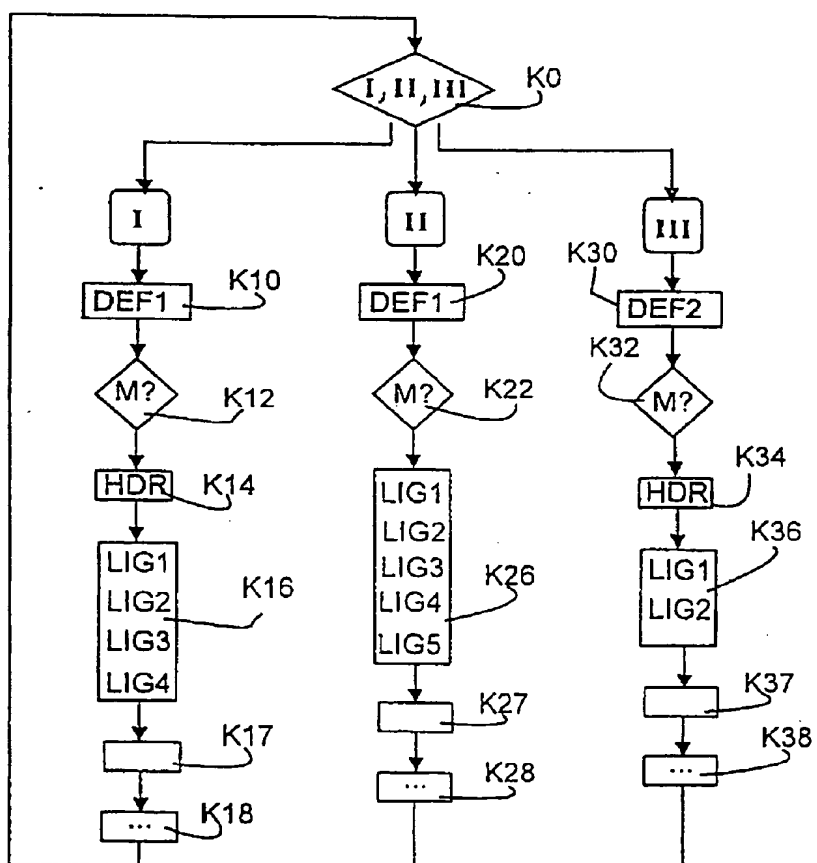 I, II, III
K0
I
II
III
K10
K20
K30
DEF1
DEF1
DEF2
K32
M?
M?
M?
K12
K22
HDR
K14
HDR
K34
LIG1
LIG2
LIG3
LIG4
K16
LIG1
LIG2
LIG3
LIG4
LIG5
K26
LIG1
LIG2
K36
K17
K27
K37
...
K18
...
K28
...
K38